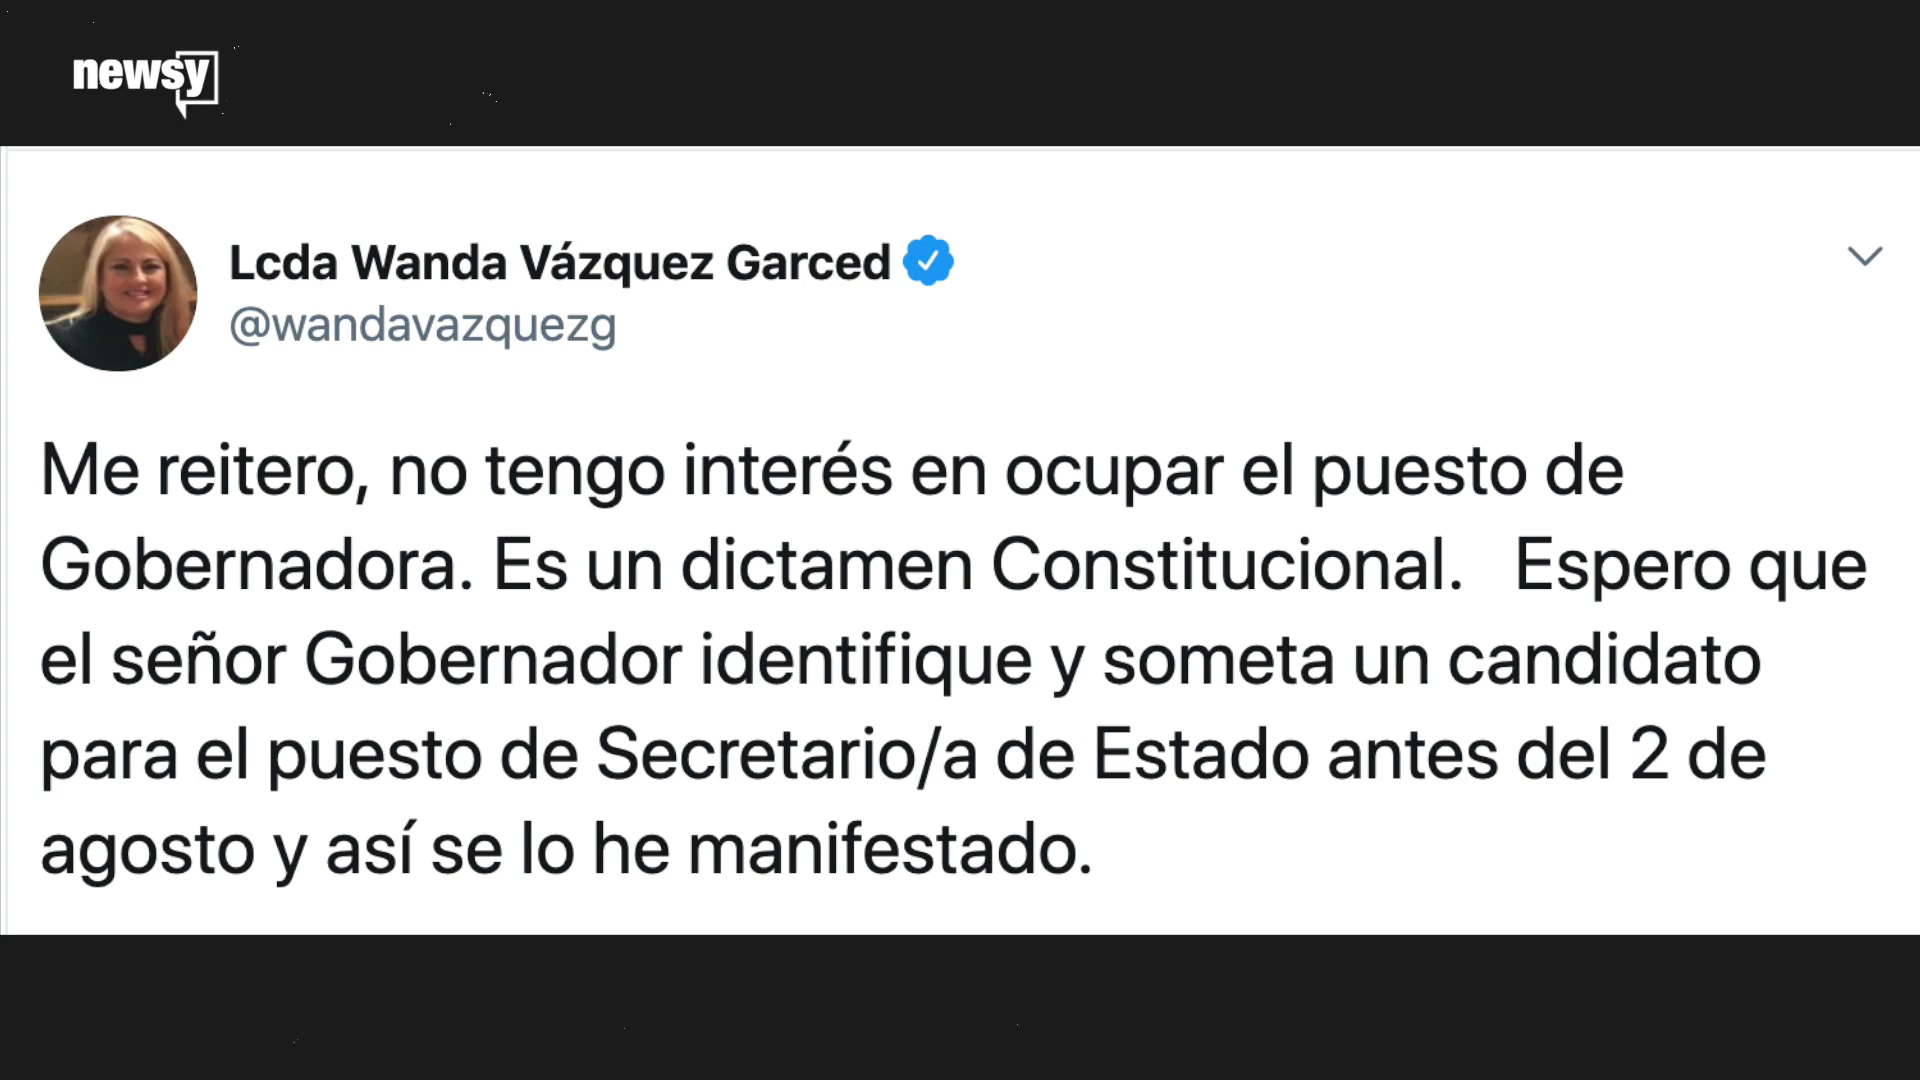 newsy
Lcda Wanda Vázquez Garced
@wandavazquezg
Me reitero, no tengo interés en ocupar el puesto de
Gobernadora. Es un dictamen Constitucional.   Espero que
el señor Gobernador identifique y someta un candidato
para el puesto de Secretario/a de Estado antes del 2 de
agosto y así se lo he manifestado.